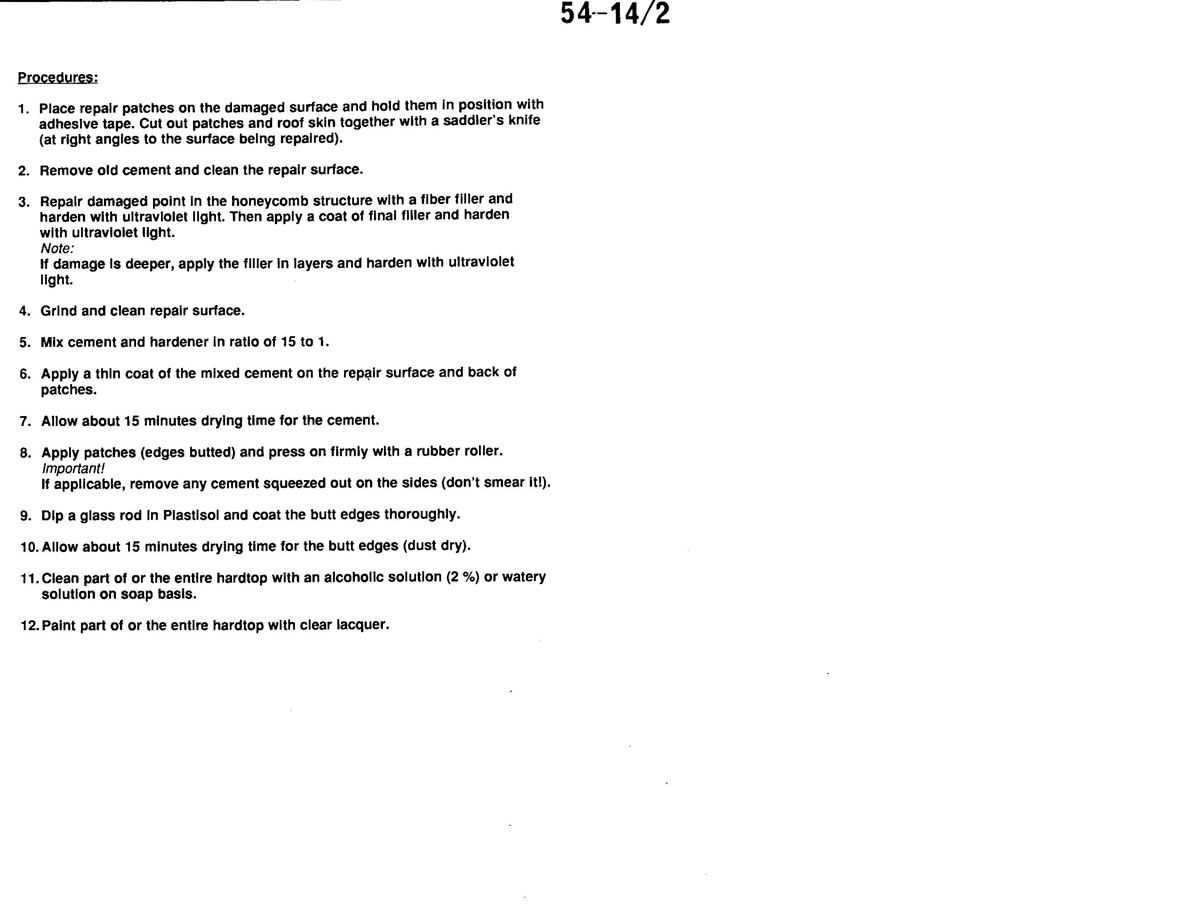 54--14/2
Procedures:
1. Place repair patches on the damaged surface and hold them in position with
adhesive tape. Cut out patches and roof skin together with a saddler's knife
(at right angles to the surface being repaired).
2. Remove old cement and clean the repair surface.
3. Repair damaged point in the honeycomb structure with a fiber filler and
harden with ultraviolet light. Then apply a coat of final filler and harden
with ultraviolet light.
Note:
If damage is deeper, apply the filler in layers and harden with ultraviolet
light.
4. Grind and clean repair surface.
5. Mix cement and hardener in ratio of 15 to 1.
6. Apply a thin coat of the mixed cement on the repair surface and back of
patches.
7. Allow about 15 minutes drying time for the cement.
8. Apply patches (edges butted) and press on firmly with a rubber roller.
Important!
If applicable, remove any cement squeezed out on the sides (don't smear it!).
9. Dip a glass rod in Plastisol and coat the butt edges thoroughly.
10. Allow about 15 minutes drying time for the butt edges (dust dry).
11. Clean part of or the entire hardtop with an alcoholic solution (2 %) or watery
solution on soap basis.
12. Paint part of or the entire hardtop with clear lacquer.